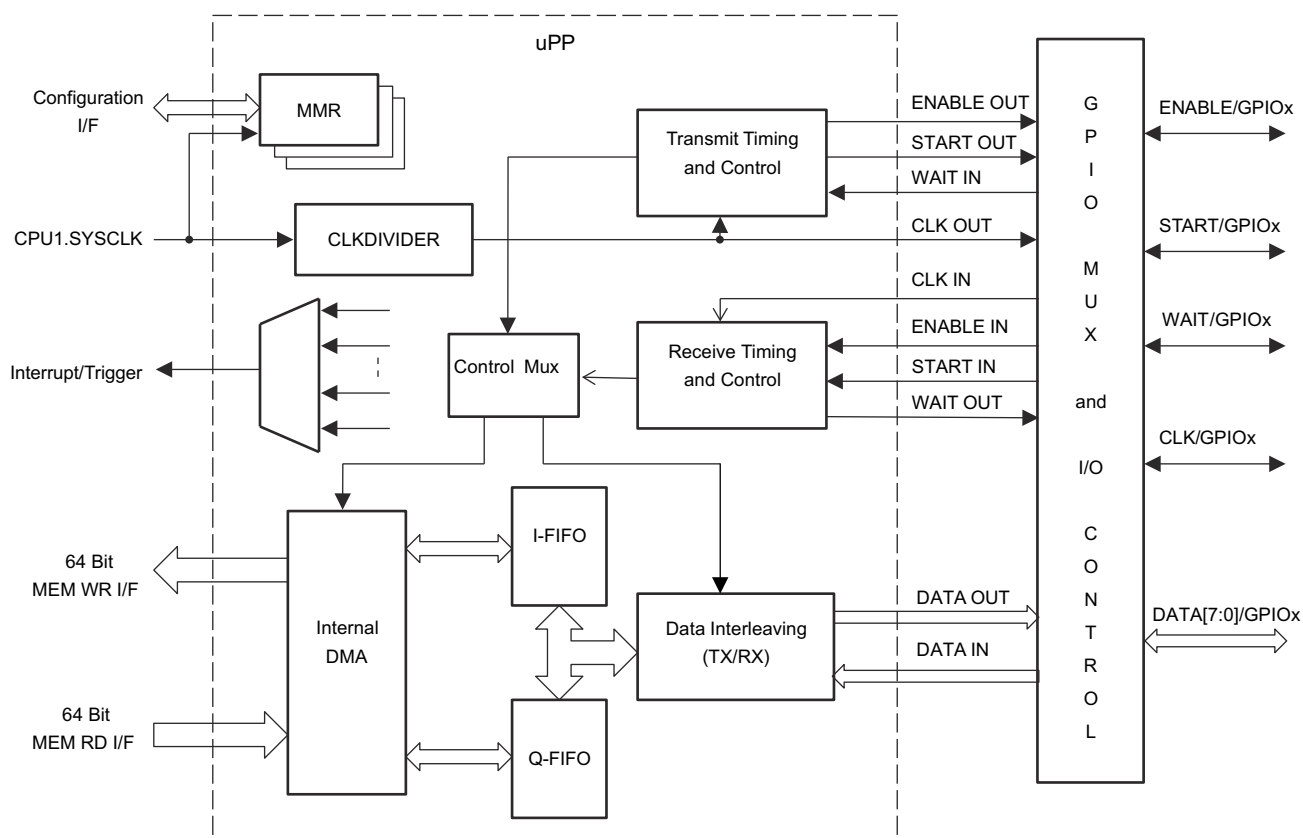 uPP
Configuration
I/F
MMR
CPU1.SYSCLK
CLKDIVIDER
Transmit Timing
and Control
ENABLE OUT
START OUT
WAIT IN
CLK OUT
CLK IN
ENABLE IN
START IN
WAIT OUT
Interrupt/Trigger
Control Mux
Receive Timing
and Control
64 Bit
MEM WR I/F
64 Bit
MEM RD I/F
Internal
DMA
I-FIFO
Q-FIFO
Data Interleaving
(TX/RX)
DATA OUT
DATA IN
GPIO
MUX
and
I/O
CONTROL
ENABLE/GPIOx
START/GPIOx
WAIT/GPIOx
CLK/GPIOx
DATA[7:0]/GPIOx